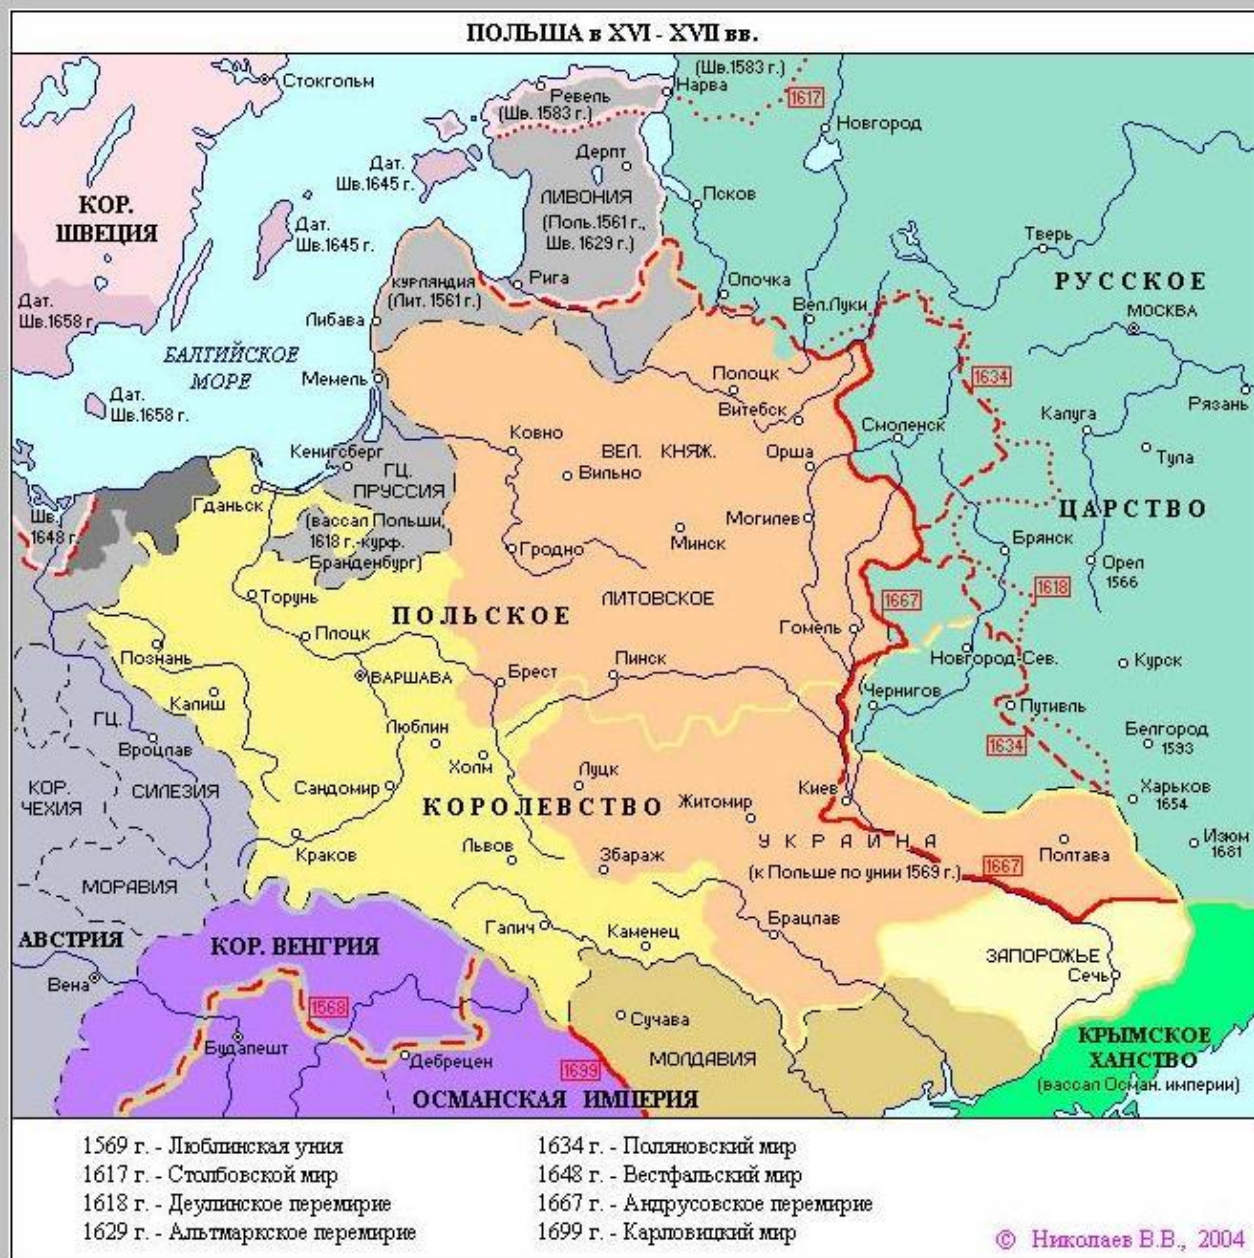 ПОЛЬША в XVI - XVII вв.
Стокгольм
Ревель
(Шв. 1583 г.)
(Шв.1583 г.)
Нарва
1617
Новгород
Дерпт
Дат.
Шв.1645 г.
ЛИВОНИЯ
(Поль.1561 г.,
Шв. 1629 г.)
Псков
КОР.
ШВЕЦИЯ
Дат.
Шв.1645 г.
Тверь
КУРЛЯНДИЯ
(Лит. 1561 г.)
Рига
Опочка
Вел.Луки
РУССКОЕ
МОСКВА
Дат.
Шв.1658 г.
Либава
БАЛТИЙСКОЕ
МОРЕ
Мемель
Полоцк
1634
Дат.
Шв.1658 г.
Витебск
Рязань
Калуга
Смоленск
Ковно
ВЕЛ. КНЯЖ.
Орша
Тула
Кенигсберг
Вильно
ГЦ.
ПРУССИЯ
Гданьск
ЦАРСТВО
Шв.
1648 г.
(вассал Польши,
1618 г.-курф.
Бранденбург)
Могилев
Минск
Гродно
Брянск
Орел
1566
Торунь
ЛИТОВСКОЕ
1667
1618
ПОЛЬСКОЕ
Плоцк
Гомель
Познань
Пинск
Новгород-Сев.
Курск
ВАРШАВА
Брест
Калиш
Чернигов
Путивль
ГЦ.
Люблин
Белгород
1593
Вроцлав
1634
Холм
Луцк
КОР.
ЧЕХИЯ
СИЛЕЗИЯ
Сандомир
КОРОЛЕВСТВО
Житомир
Киев
Харьков
1654
Краков
Львов
Збараж
УКРАИНА
Полтава
Изюм
1681
(к Польше по унии 1569 г.)
1667
МОРАВИЯ
Брацлав
Галич
Каменец
АВСТРИЯ
КОР. ВЕНГРИЯ
ЗАПОРОЖЬЕ
Сечь
Вена
1568
Сучава
Будапешт
Дебрецен
МОЛДАВИЯ
КРЫМСКОЕ
ХАНСТВО
(вассал Осман. империи)
1699
ОСМАНСКАЯ ИМПЕРИЯ
1569 г. - Люблинская уния
1617 г. - Столбовской мир
1618 г. - Деулинское перемирие
1629 г. - Альтмаркское перемирие
1634 г. - Поляновский мир
1648 г. - Вестфальский мир
1667 г. - Андрусовское перемирие
1699 г. - Карловицкий мир
© Николаев В.В., 2004